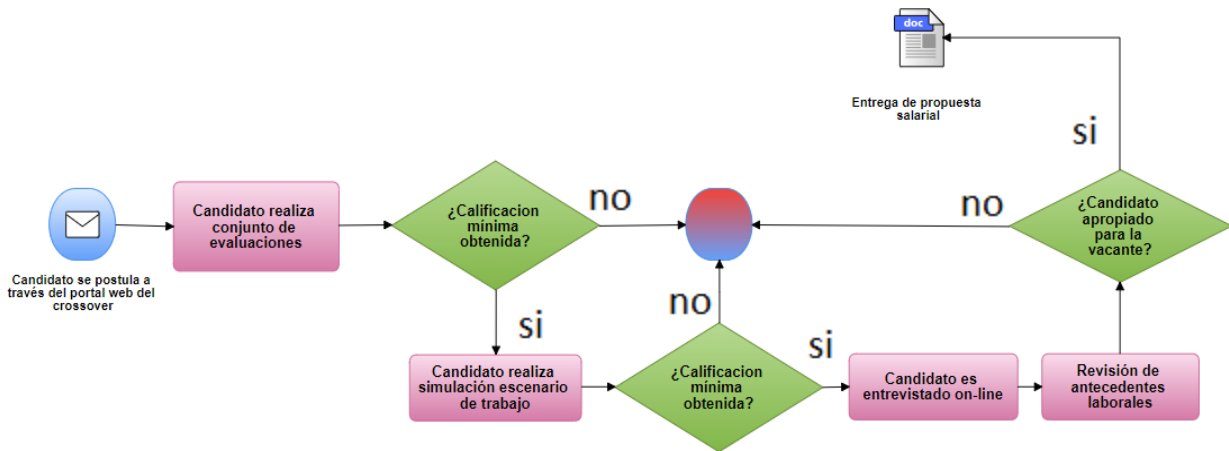 Candidato se postula a
través del portal web del
crossover
Candidato realiza
conjunto de
evaluaciones
¿Calificacion
mínima
obtenida?
no
si
Candidato realiza
simulación escenario
de trabajo
¿Calificacion
mínima
obtenida?
no
si
Candidato es
entrevistado on-line
Revisión de
antecedentes
laborales
¿Candidato
apropiado
para la
vacante?
no
si
doc
Entrega de propuesta
salarial